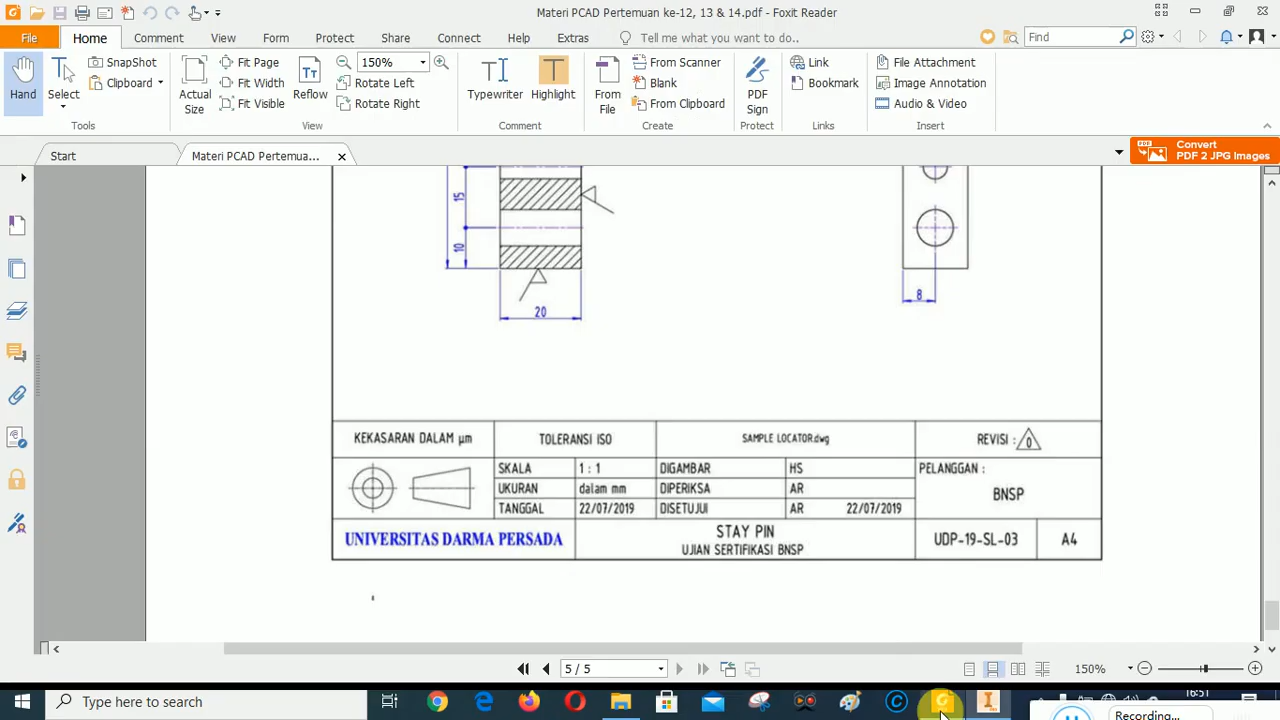 Materi PCAD Pertemuan ke-12, 13 & 14.pdf - Foxit Reader
File Home Comment View Form Protect Share Connect Help Extras Tell me what you want to do... Find
Hand
Select
SnapShot
Clipboard
Actual Size
Fit Page
Fit Width
Fit Visible
Reflow
150%
Rotate Left
Rotate Right
Typewriter
Highlight
From File
From Scanner
Blank
From Clipboard
PDF Sign
Link
Bookmark
File Attachment
Image Annotation
Audio & Video
Tools View Comment Create Protect Links Insert
Start
Materi PCAD Pertemua...
Convert
PDF 2 JPG Images
15
10
20
8
KEKASARAN DALAM µm TOLERANSI ISO SAMPLE LOCATOR.dwg REVISI : 0
SKALA 1 : 1 DIGAMBAR HS PELANGGAN :
UKURAN dalam mm DIPERIKSA AR BNSP
TANGGAL 22/07/2019 DISETUJUI AR 22/07/2019
UNIVERSITAS DARMA PERSADA STAY PIN UDP-19-SL-03 A4
UJIAN SERTIFIKASI BNSP
5 / 5
150%
Type here to search
16:51
Recording...